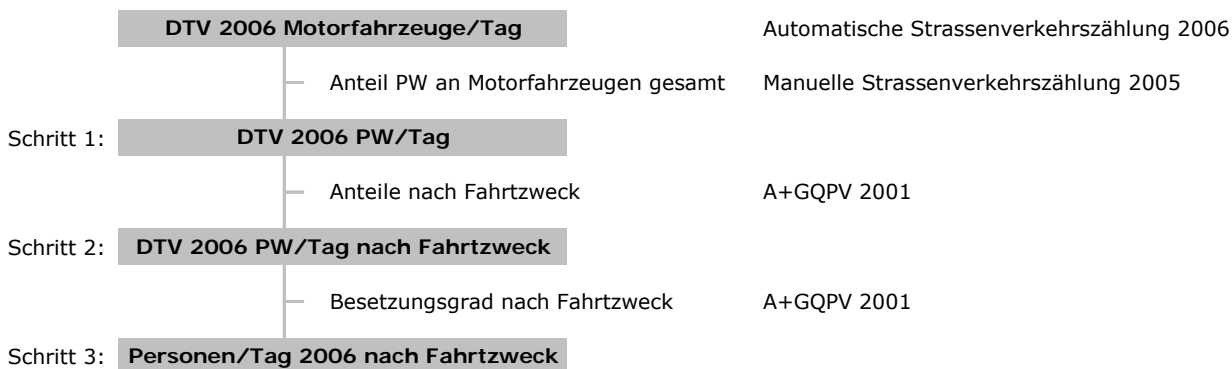 DTV 2006 Motorfahrzeuge/Tag Automatische Strassenverkehrszählung 2006
Anteil PW an Motorfahrzeugen gesamt Manuelle Strassenverkehrszählung 2005
Schritt 1: DTV 2006 PW/Tag
Anteile nach Fahrtzweck A+GQPV 2001
Schritt 2: DTV 2006 PW/Tag nach Fahrtzweck
Besetzungsgrad nach Fahrtzweck A+GQPV 2001
Schritt 3: Personen/Tag 2006 nach Fahrtzweck